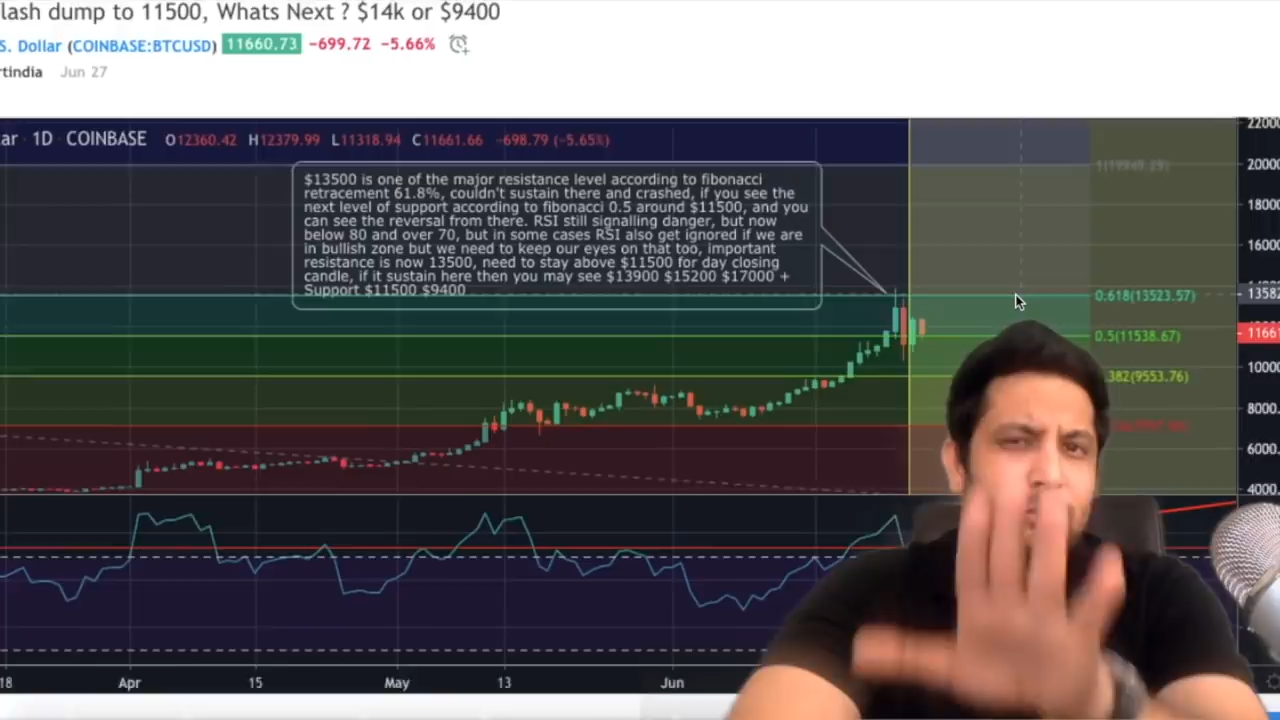 lash dump to 11500, Whats Next ? $14k or $9400
S. Dollar (COINBASE:BTCUSD) 11660.73 −699.72 −5.66%
rtindia Jun 27
ar 1D COINBASE O12360.42 H12379.99 L11318.94 C11661.66 −698.79 (−5.65%)
$13500 is one of the major resistance level according to fibonacci
retracement 61.8%, couldn't sustain there and crashed, if you see the
next level of support according to fibonacci 0.5 around $11500, and you
can see the reversal from there. RSI still signalling danger, but now
below 80 and over 70, but in some cases RSI also get ignored if we are
in bullish zone but we need to keep our eyes on that too, important
resistance is now 13500, need to stay above $11500 for day closing
candle, if it sustain here then you may see $13900 $15200 $17000 +
Support $11500 $9400
22000
20000
18000
16000
0.618(13523.57)
13582
11661
0.5(11538.67)
10000
.382(9553.76)
8000.
6000.
4000.
18 Apr 15 May 13 Jun